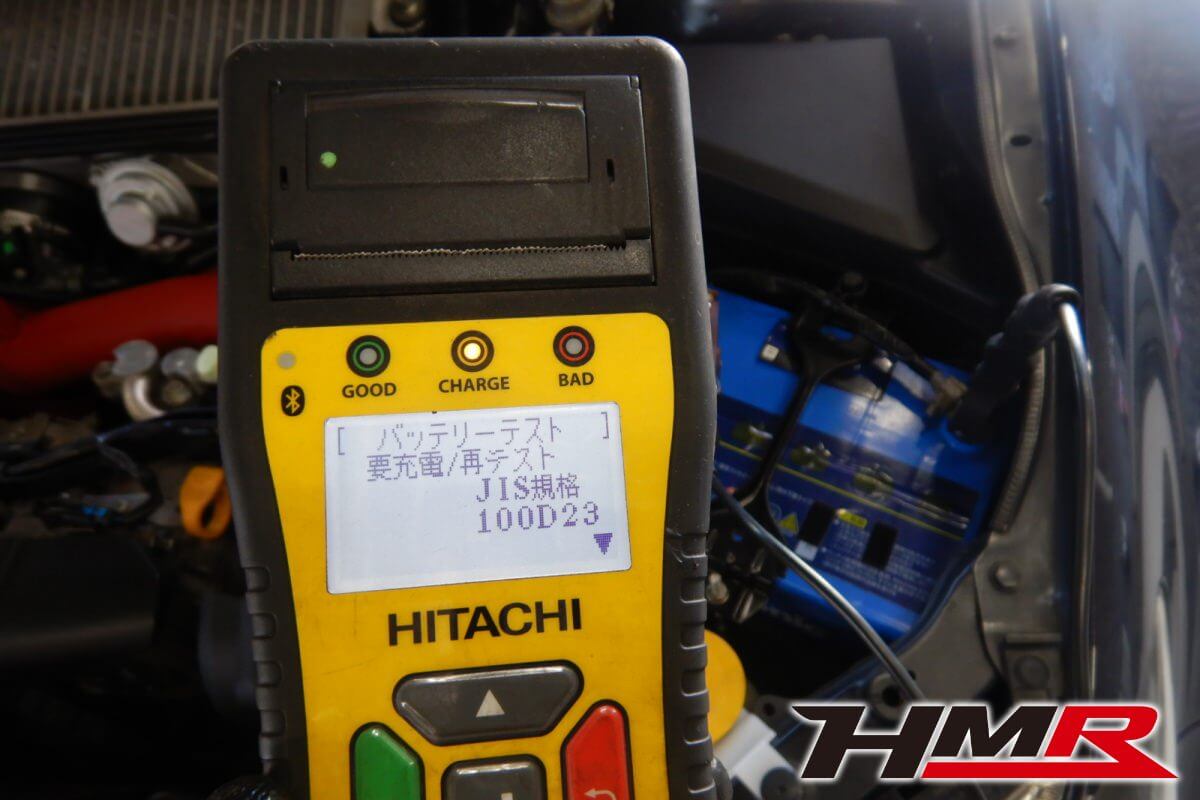 GOOD
CHARGE
BAD
[ バッテリーテスト ]
要充電/再テスト
JIS規格
100D23
HITACHI
HMR